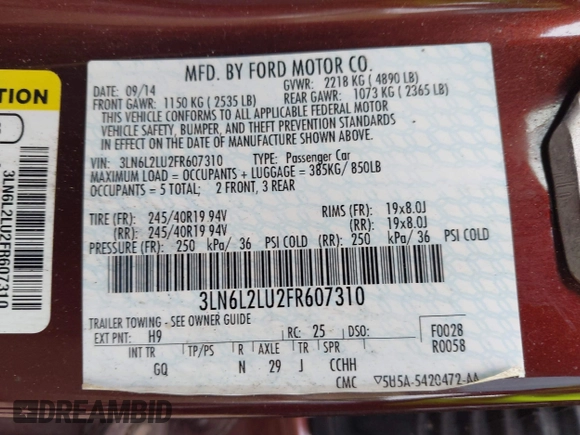 MFD. BY FORD MOTOR CO.
DATE: 09/14 GVWR: 2218 KG ( 4890 LB)
FRONT GAWR: 1150 KG ( 2535 LB) REAR GAWR: 1073 KG ( 2365 LB)
THIS VEHICLE CONFORMS TO ALL APPLICABLE FEDERAL MOTOR
VEHICLE SAFETY, BUMPER, AND THEFT PREVENTION STANDARDS
IN EFFECT ON THE DATE OF MANUFACTURE SHOWN ABOVE.
VIN: 3LN6L2LU2FR607310 TYPE: Passenger Car
MAXIMUM LOAD = OCCUPANTS + LUGGAGE = 385KG/ 850LB
OCCUPANTS = 5 TOTAL; 2 FRONT, 3 REAR
TIRE (FR): 245/40R19 94V RIMS (FR): 19x8.0J
(RR): 245/40R19 94V (RR): 19x8.0J
PRESSURE (FR): 250 kPa/ 36 PSI COLD (RR): 250 kPa/ 36 PSI COLD
3LN6L2LU2FR607310
TRAILER TOWING - SEE OWNER GUIDE
EXT PNT: H9 RC: 25 DSO: F0028
R0058
INT TR TP/PS R AXLE TR SPR
GQ N 29 J CCHH
CMC
3LN6L2LU2FR607310
DREAMBID